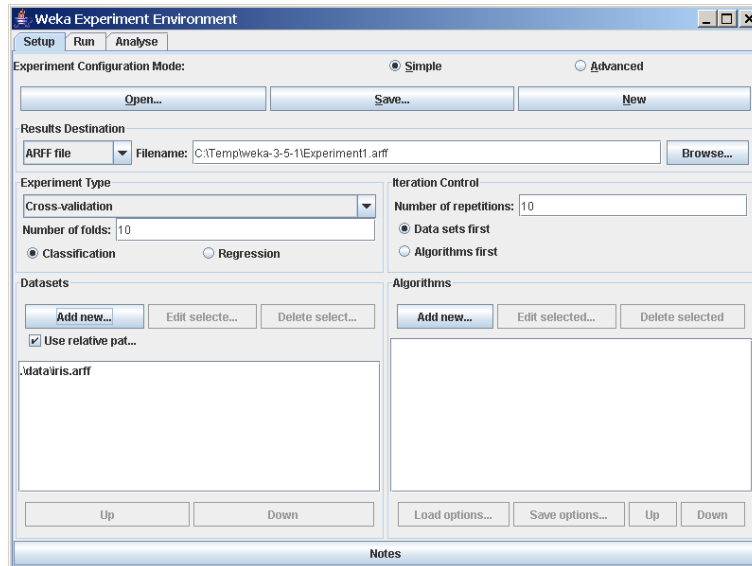 Weka Experiment Environment
Setup Run Analyse
Experiment Configuration Mode: Simple Advanced
Open... Save... New
Results Destination
ARFF file Filename: C:\Temp\weka-3-5-1\Experiment1.arff Browse...
Experiment Type Iteration Control
Cross-validation Number of repetitions: 10
Number of folds: 10 Data sets first
Classification Regression Algorithms first
Datasets Algorithms
Add new... Edit selecte... Delete select... Add new... Edit selected... Delete selected
Use relative pat...
.\data\iris.arff
Up Down Load options... Save options... Up Down
Notes